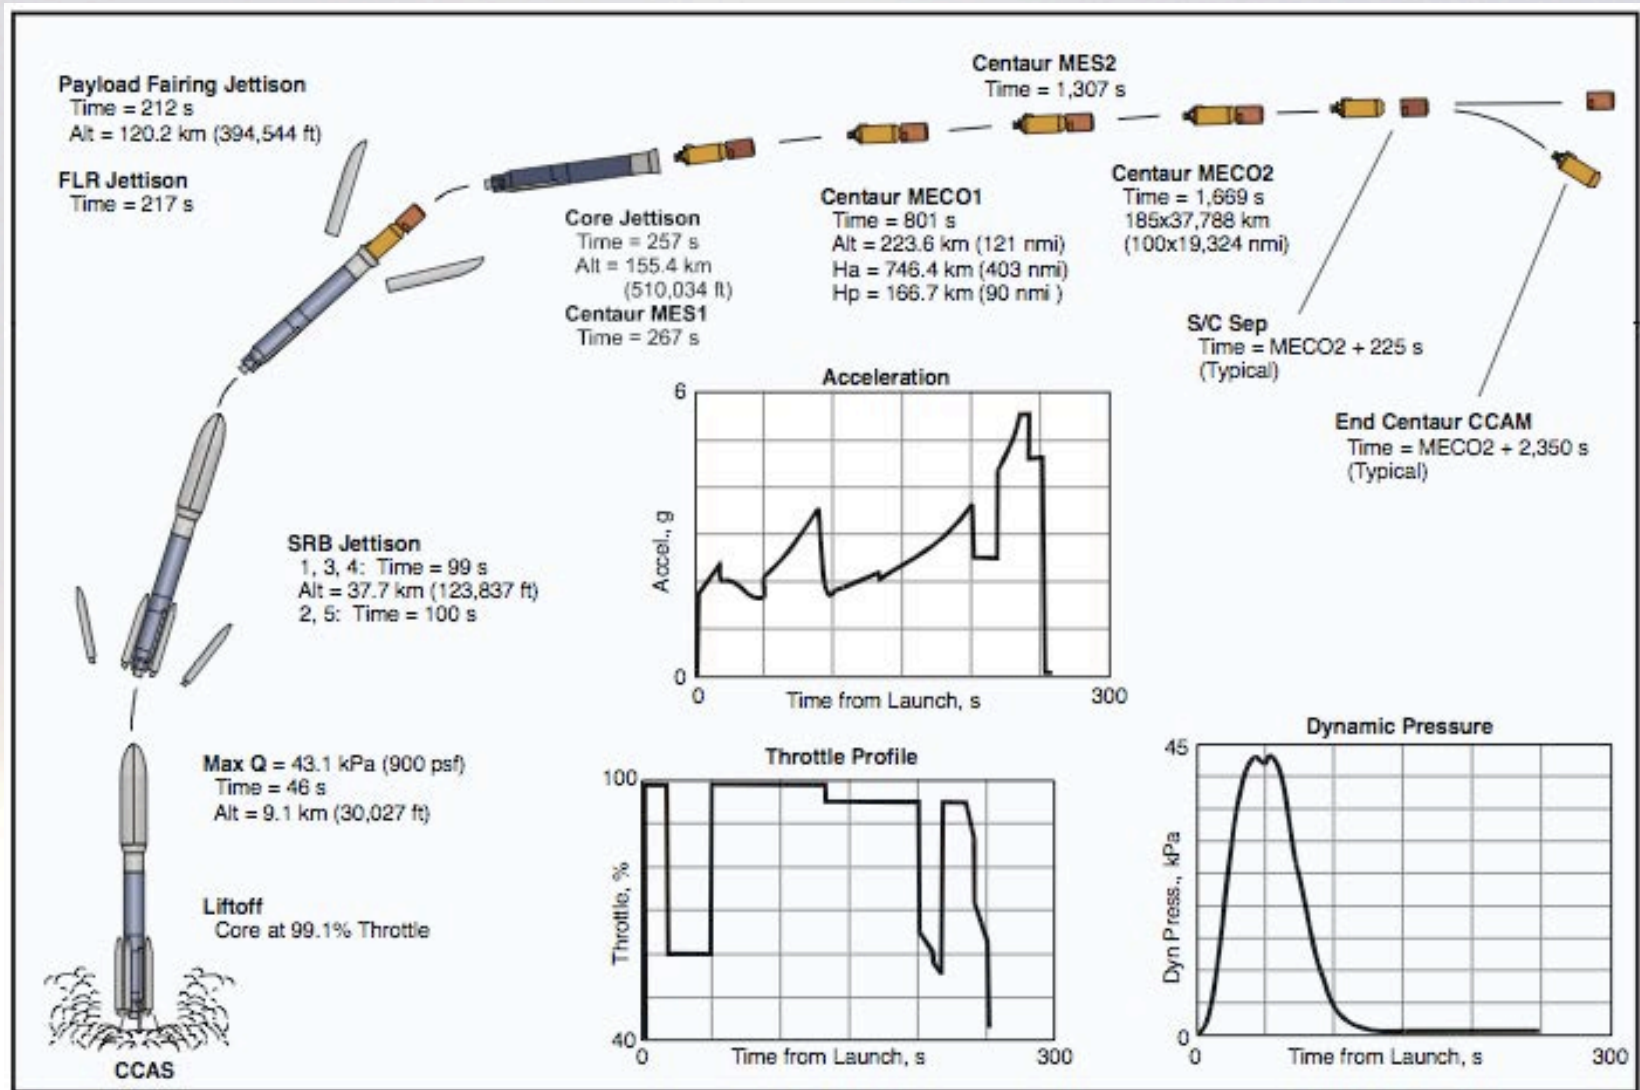 Payload Fairing Jettison
Time = 212 s
Alt = 120.2 km (394,544 ft)
FLR Jettison
Time = 217 s
Core Jettison
Time = 257 s
Alt = 155.4 km
(510,034 ft)
Centaur MES1
Time = 267 s
Centaur MECO1
Time = 801 s
Alt = 223.6 km (121 nmi)
Ha = 746.4 km (403 nmi)
Hp = 166.7 km (90 nmi )
Centaur MES2
Time = 1,307 s
Centaur MECO2
Time = 1,669 s
185x37,788 km
(100x19,324 nmi)
S/C Sep
Time = MECO2 + 225 s
(Typical)
End Centaur CCAM
Time = MECO2 + 2,350 s
(Typical)
SRB Jettison
1, 3, 4: Time = 99 s
Alt = 37.7 km (123,837 ft)
2, 5: Time = 100 s
Max Q = 43.1 kPa (900 psf)
Time = 46 s
Alt = 9.1 km (30,027 ft)
Liftoff
Core at 99.1% Throttle
CCAS
Acceleration
6
Accel., g
0
0
Time from Launch, s
300
Throttle Profile
100
Throttle, %
40
0
Time from Launch, s
300
Dynamic Pressure
45
Dyn Press., kPa
0
0
Time from Launch, s
300